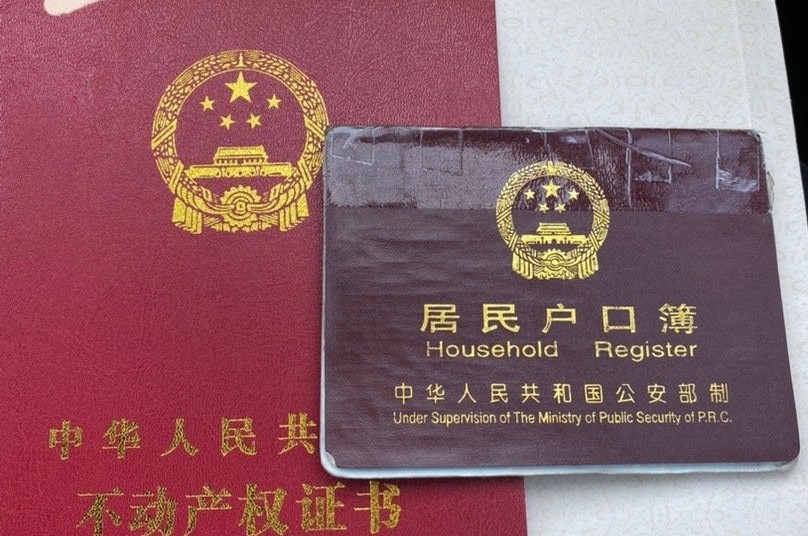 中华人民共
不动产权证书
居民户口簿
Household Register
中华人民共和国公安部制
Under Supervision of The Ministry of Public Security of P.R.C.